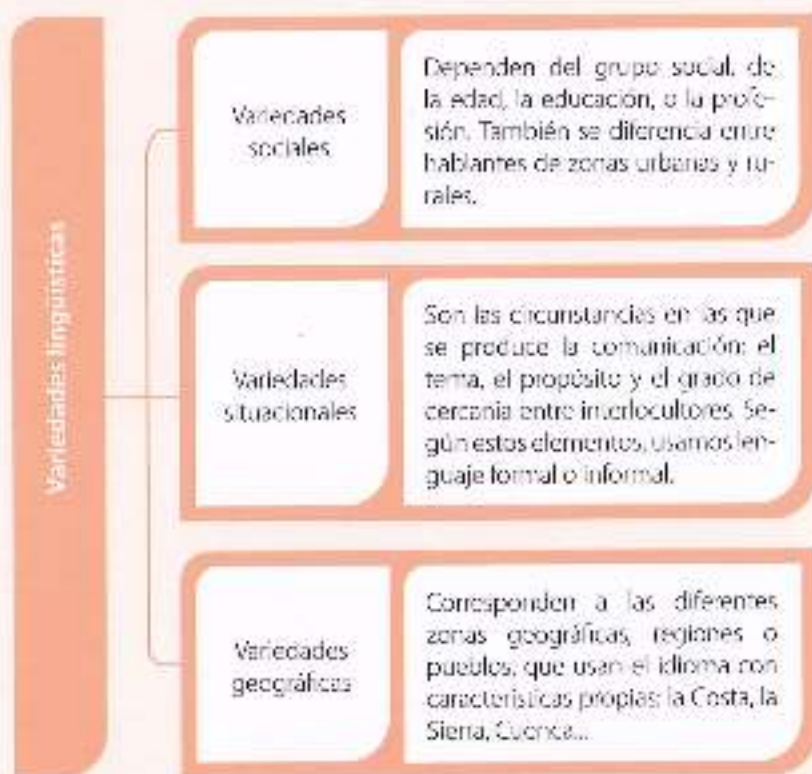 Variedades lingüísticas
Variedades
sociales
Dependen del grupo social, de
la edad, la educación, o la profe-
sión. También se diferencia entre
hablantes de zonas urbanas y ru-
rales.
Variedades
situacionales
Son las circunstancias en las que
se produce la comunicación: el
tema, el propósito y el grado de
cercanía entre interlocutores. Se-
gún estos elementos, usamos len-
guaje formal o informal.
Variedades
geográficas
Corresponden a las diferentes
zonas geográficas, regiones o
pueblos, que usan el idioma con
características propias: la Costa, la
Sierra, Cuenca...